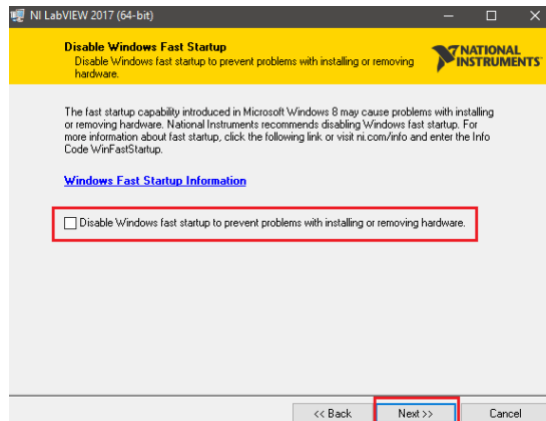 NI LabVIEW 2017 (64-bit)
Disable Windows Fast Startup
Disable Windows fast startup to prevent problems with installing or removing
hardware.
NATIONAL
INSTRUMENTS
The fast startup capability introduced in Microsoft Windows 8 may cause problems with installing
or removing hardware. National Instruments recommends disabling Windows fast startup. For
more information about fast startup, click the following link or visit ni.com/info and enter the Info
Code WinFastStartup.
Windows Fast Startup Information
Disable Windows fast startup to prevent problems with installing or removing hardware.
<< Back
Next >>
Cancel